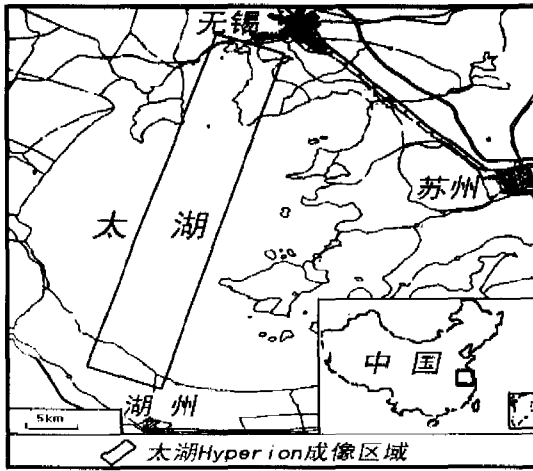 无锡
苏州
太 湖
中 国
湖 州
5km
太湖Hyperion成像区域